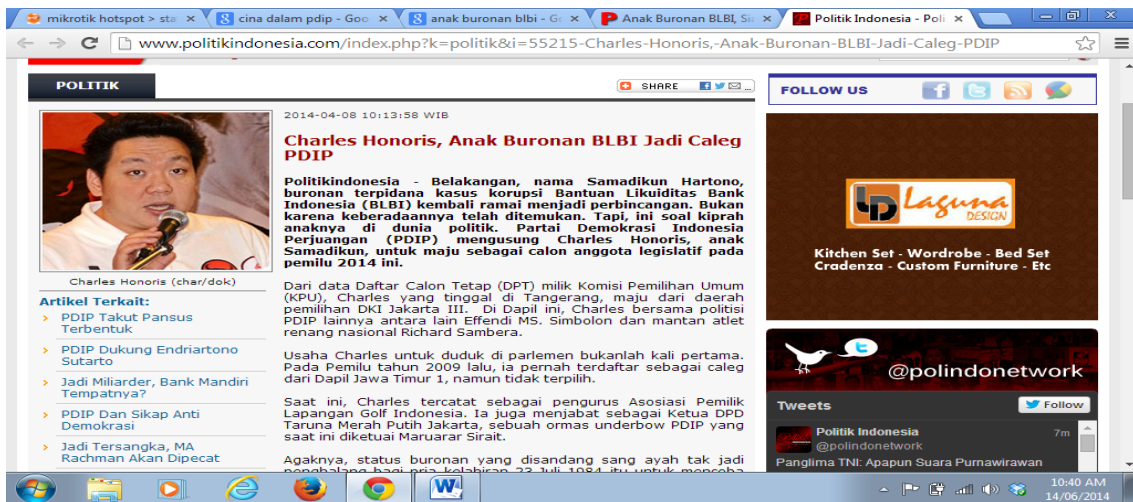 mikrotik hotspot > sta
cina dalam pdip - Goo
anak buronan blbi - G
Anak Buronan BLBI, Si
Politik Indonesia - Poli
www.politikindonesia.com/index.php?k=politik&i=55215-Charles-Honoris,-Anak-Buronan-BLBI-Jadi-Caleg-PDIP
POLITIK
SHARE
2014-04-08 10:13:58 WIB
Charles Honoris, Anak Buronan BLBI Jadi Caleg
PDIP
Politikindonesia - Belakangan, nama Samadikun Hartono,
buronan terpidana kasus korupsi Bantuan Likuiditas Bank
Indonesia (BLBI) kembali ramai menjadi perbincangan. Bukan
karena keberadaannya telah ditemukan. Tapi, ini soal kiprah
anaknya di dunia politik. Partai Demokrasi Indonesia
Perjuangan (PDIP) mengusung Charles Honoris, anak
Samadikun, untuk maju sebagai calon anggota legislatif pada
pemilu 2014 ini.
Dari data Daftar Calon Tetap (DPT) milik Komisi Pemilihan Umum
(KPU), Charles yang tinggal di Tangerang, maju dari daerah
pemilihan DKI Jakarta III. Di Dapil ini, Charles bersama politisi
PDIP lainnya antara lain Effendi MS. Simbolon dan mantan atlet
renang nasional Richard Sambera.
Usaha Charles untuk duduk di parlemen bukanlah kali pertama.
Pada Pemilu tahun 2009 lalu, ia pernah terdaftar sebagai caleg
dari Dapil Jawa Timur 1, namun tidak terpilih.
Saat ini, Charles tercatat sebagai pengurus Asosiasi Pemilik
Lapangan Golf Indonesia. Ia juga menjabat sebagai Ketua DPD
Taruna Merah Putih Jakarta, sebuah ormas underbow PDIP yang
saat ini diketuai Maruarar Sirait.
Agaknya, status buronan yang disandang sang ayah tak jadi
penghalang bagi pria kelahiran 23 Juli 1984 itu untuk mencoba
Charles Honoris (char/dok)
Artikel Terkait:
PDIP Takut Pansus
Terbentuk
PDIP Dukung Endriartono
Sutarto
Jadi Miliarder, Bank Mandiri
Tempatnya?
PDIP Dan Sikap Anti
Demokrasi
Jadi Tersangka, MA
Rachman Akan Dipecat
FOLLOW US
LD Laguna
DESIGN
Kitchen Set - Wordrobe - Bed Set
Cradenza - Custom Furniture - Etc
@polindonetwork
Tweets
Follow
Politik Indonesia
7m
@polindonetwork
Panglima TNI: Apapun Suara Purnawirawan
10:40 AM
14/06/2014